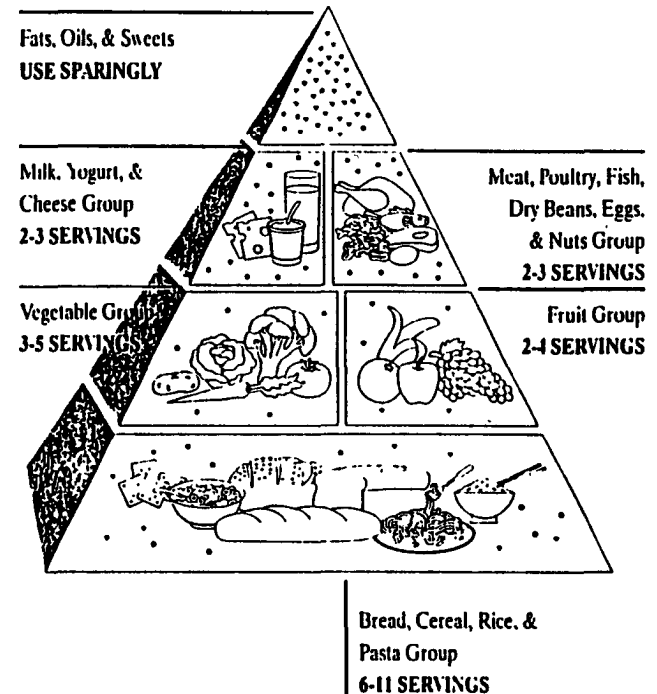 Fats, Oils, & Sweets
USE SPARINGLY
Milk, Yogurt, &
Cheese Group
2-3 SERVINGS
Meat, Poultry, Fish,
Dry Beans, Eggs,
& Nuts Group
2-3 SERVINGS
Vegetable Group
3-5 SERVINGS
Fruit Group
2-4 SERVINGS
Bread, Cereal, Rice, &
Pasta Group
6-11 SERVINGS